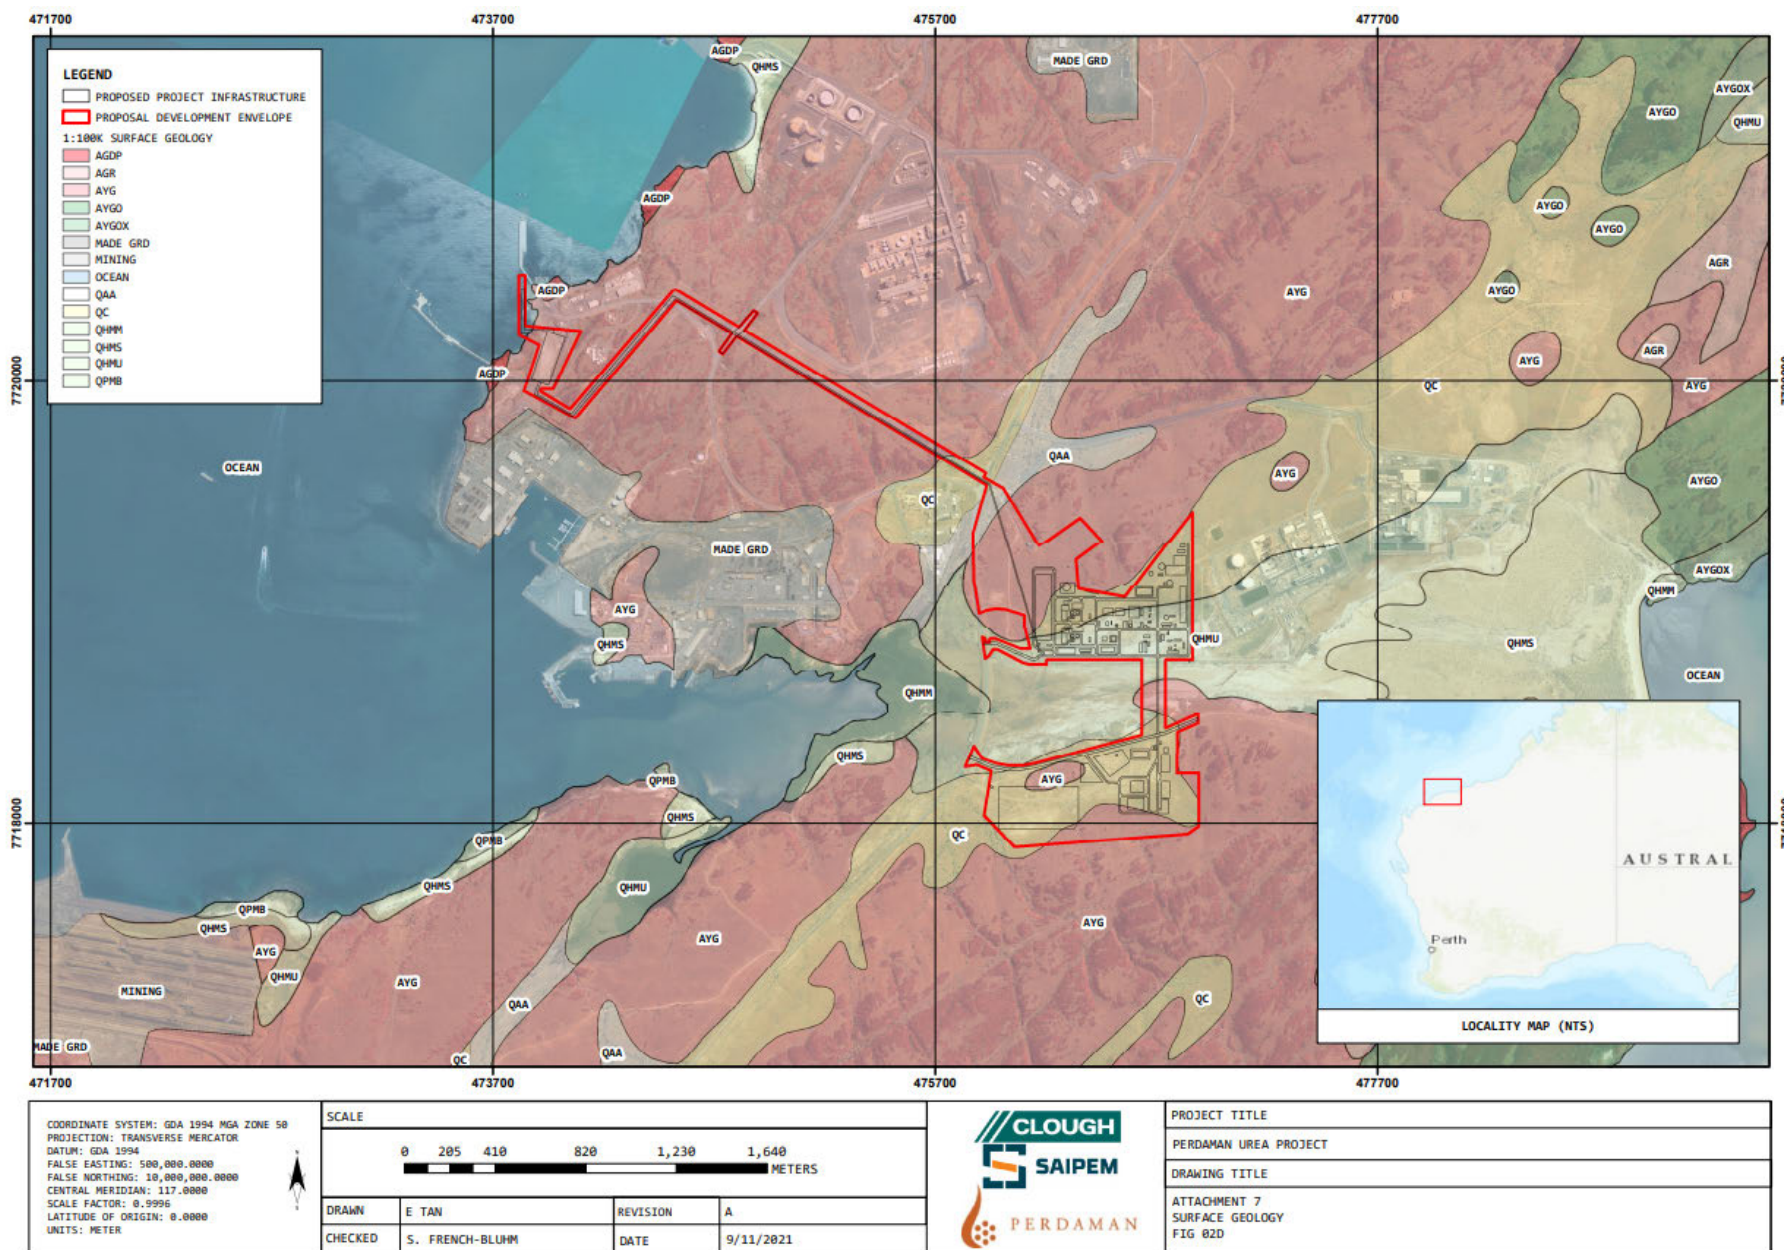 471700
473700
475700
477700
LEGEND
PROPOSED PROJECT INFRASTRUCTURE
PROPOSAL DEVELOPMENT ENVELOPE
1:100K SURFACE GEOLOGY
AGDP
AGR
AYG
AYGO
AYGOX
MADE GRD
MINING
OCEAN
QAA
QC
QHMM
QHMS
QHMU
QPMB
AGDP
QHMS
MADE GRD
AYGOX
AYGO
QHMU
AGDP
AYGO
AYGO
AGR
AGDP
AYGO
AYG
AGR
AYG
AGDP
QC
AYG
7720000
7720000
OCEAN
QAA
AYG
AYGO
QC
MADE GRD
AYGOX
QHMM
AYG
QHMS
QHMU
QHMS
OCEAN
QHMM
QHMS
QPMB
AYG
QHMS
QPMB
QC
7718000
7718000
QHMS
QHMU
QPMB
QHMS
AYG
AYG
AYG
QHMU
AYG
MINING
QAA
QC
MADE GRD
QC
QAA
AUSTRAL
Perth
LOCALITY MAP (NTS)
471700
473700
475700
477700
COORDINATE SYSTEM: GDA 1994 MGA ZONE 50
PROJECTION: TRANSVERSE MERCATOR
DATUM: GDA 1994
FALSE EASTING: 500,000.0000
FALSE NORTHING: 10,000,000.0000
CENTRAL MERIDIAN: 117.0000
SCALE FACTOR: 0.9996
LATITUDE OF ORIGIN: 0.0000
UNITS: METER
SCALE
0 205 410 820 1,230 1,640
METERS
DRAWN E TAN REVISION A
CHECKED S. FRENCH-BLUHM DATE 9/11/2021
CLOUGH
SAIPEM
PERDAMAN
PROJECT TITLE
PERDAMAN UREA PROJECT
DRAWING TITLE
ATTACHMENT 7
SURFACE GEOLOGY
FIG 02D